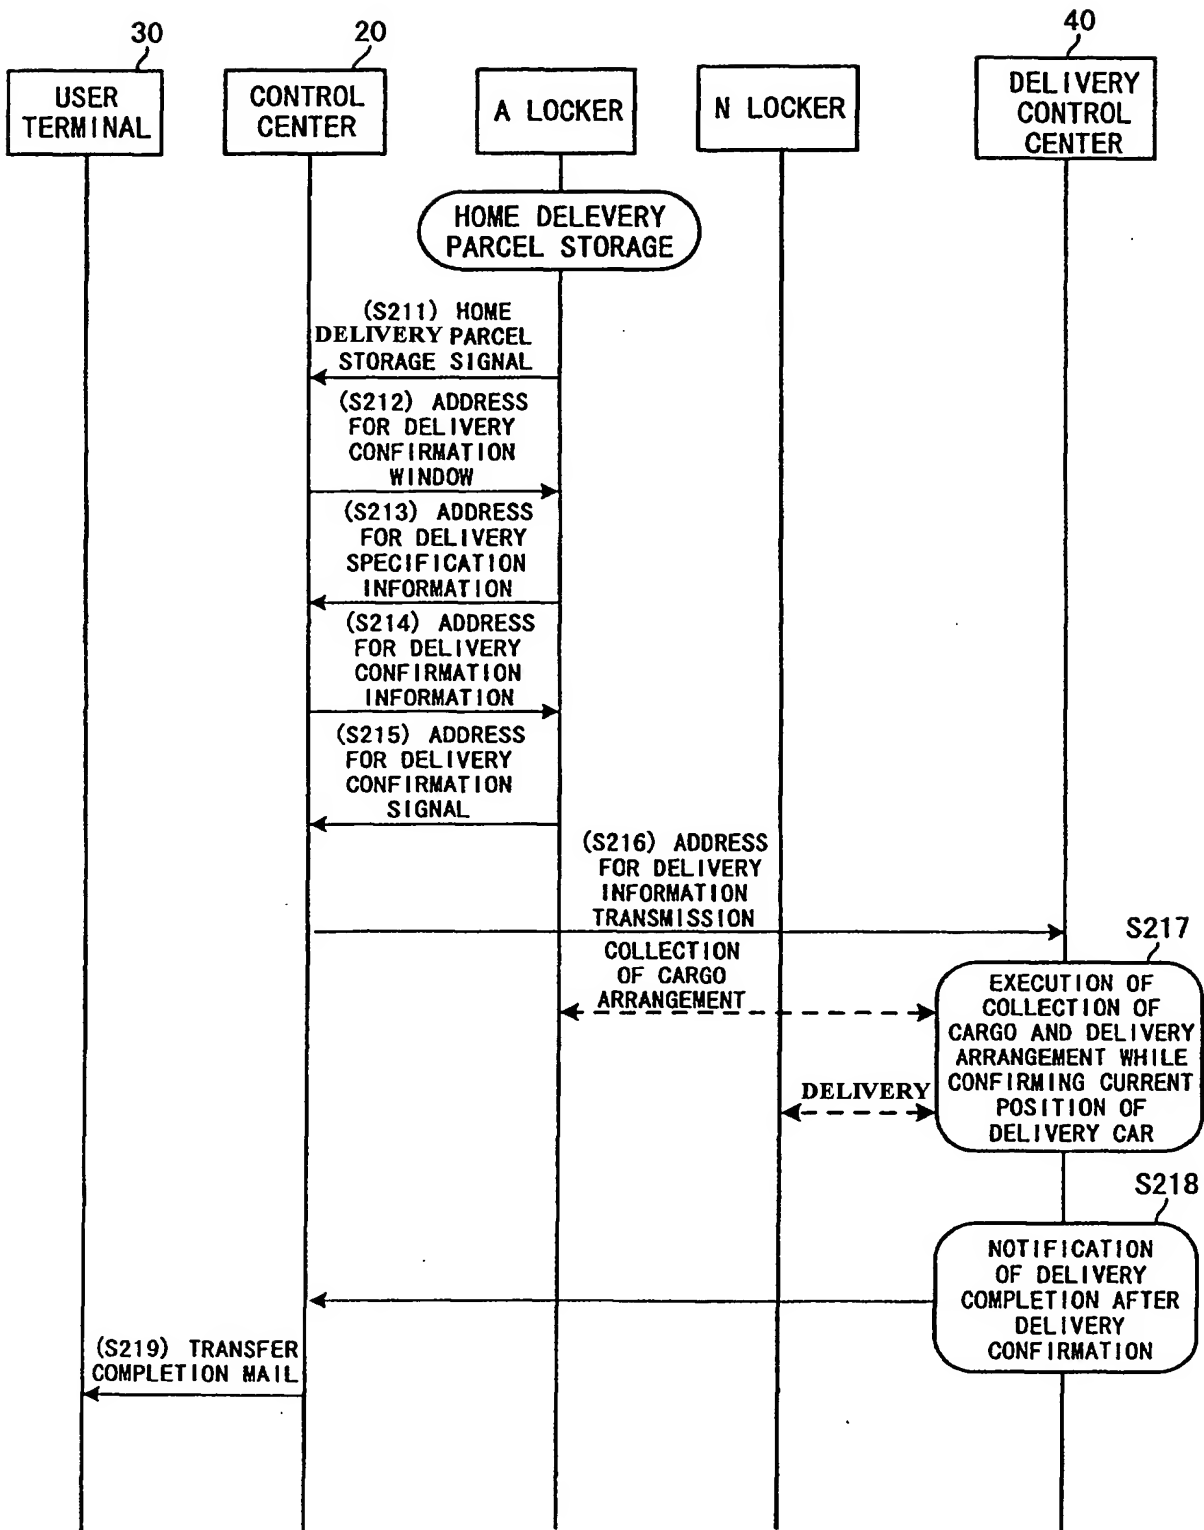 30
20
40
USER
TERMINAL
CONTROL
CENTER
A LOCKER
N LOCKER
DELIVERY
CONTROL
CENTER
HOME DELEVERY
PARCEL STORAGE
(S211) HOME
DELIVERY PARCEL
STORAGE SIGNAL
(S212) ADDRESS
FOR DELIVERY
CONFIRMATION
WINDOW
(S213) ADDRESS
FOR DELIVERY
SPECIFICATION
INFORMATION
(S214) ADDRESS
FOR DELIVERY
CONFIRMATION
INFORMATION
(S215) ADDRESS
FOR DELIVERY
CONFIRMATION
SIGNAL
(S216) ADDRESS
FOR DELIVERY
INFORMATION
TRANSMISSION
COLLECTION
OF CARGO
ARRANGEMENT
S217
EXECUTION OF
COLLECTION OF
CARGO AND DELIVERY
ARRANGEMENT WHILE
CONFIRMING CURRENT
POSITION OF
DELIVERY CAR
DELIVERY
S218
NOTIFICATION
OF DELIVERY
COMPLETION AFTER
DELIVERY
CONFIRMATION
(S219) TRANSFER
COMPLETION MAIL